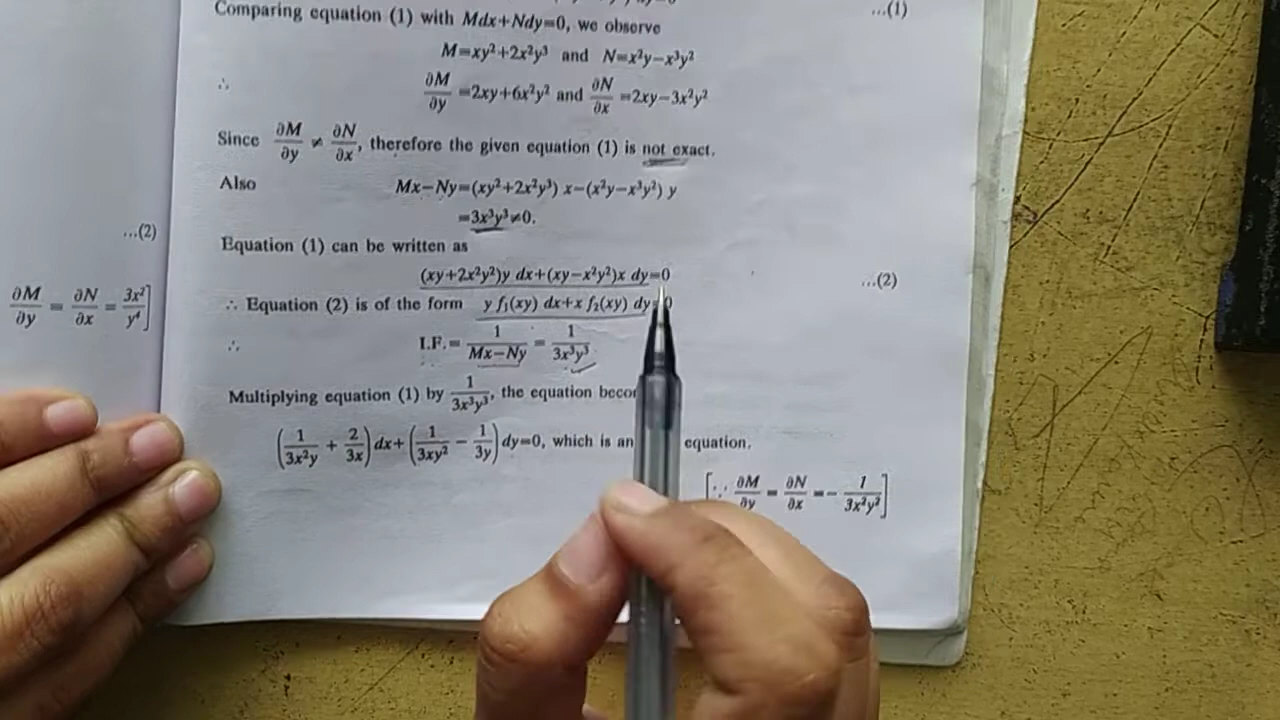 Comparing equation (1) with Mdx+Ndy=0, we observe ...(1)
M=xy²+2x²y³ and N=x²y−x³y²
∴ ∂M/∂y =2xy+6x²y² and ∂N/∂x =2xy−3x²y²
Since ∂M/∂y ≠ ∂N/∂x, therefore the given equation (1) is not exact.
Also Mx−Ny=(xy²+2x²y³) x−(x²y−x³y²) y
=3x³y³≠0.
Equation (1) can be written as
(xy+2x²y²)y dx+(xy−x²y²)x dy=0 ...(2)
∴ Equation (2) is of the form y f₁(xy) dx+x f₂(xy) dy=0
∴ I.F.= 1/(Mx−Ny) = 1/(3x³y³)
Multiplying equation (1) by 1/(3x³y³), the equation
(1/(3x²y) + 2/(3x)) dx+(1/(3xy²) − 1/(3y)) dy=0, which is an equation.
[∵ ∂M/∂y = ∂N/∂x =− 1/(3x²y²)]
...(2)
∂M/∂y = ∂N/∂x = 3x²/y⁴]